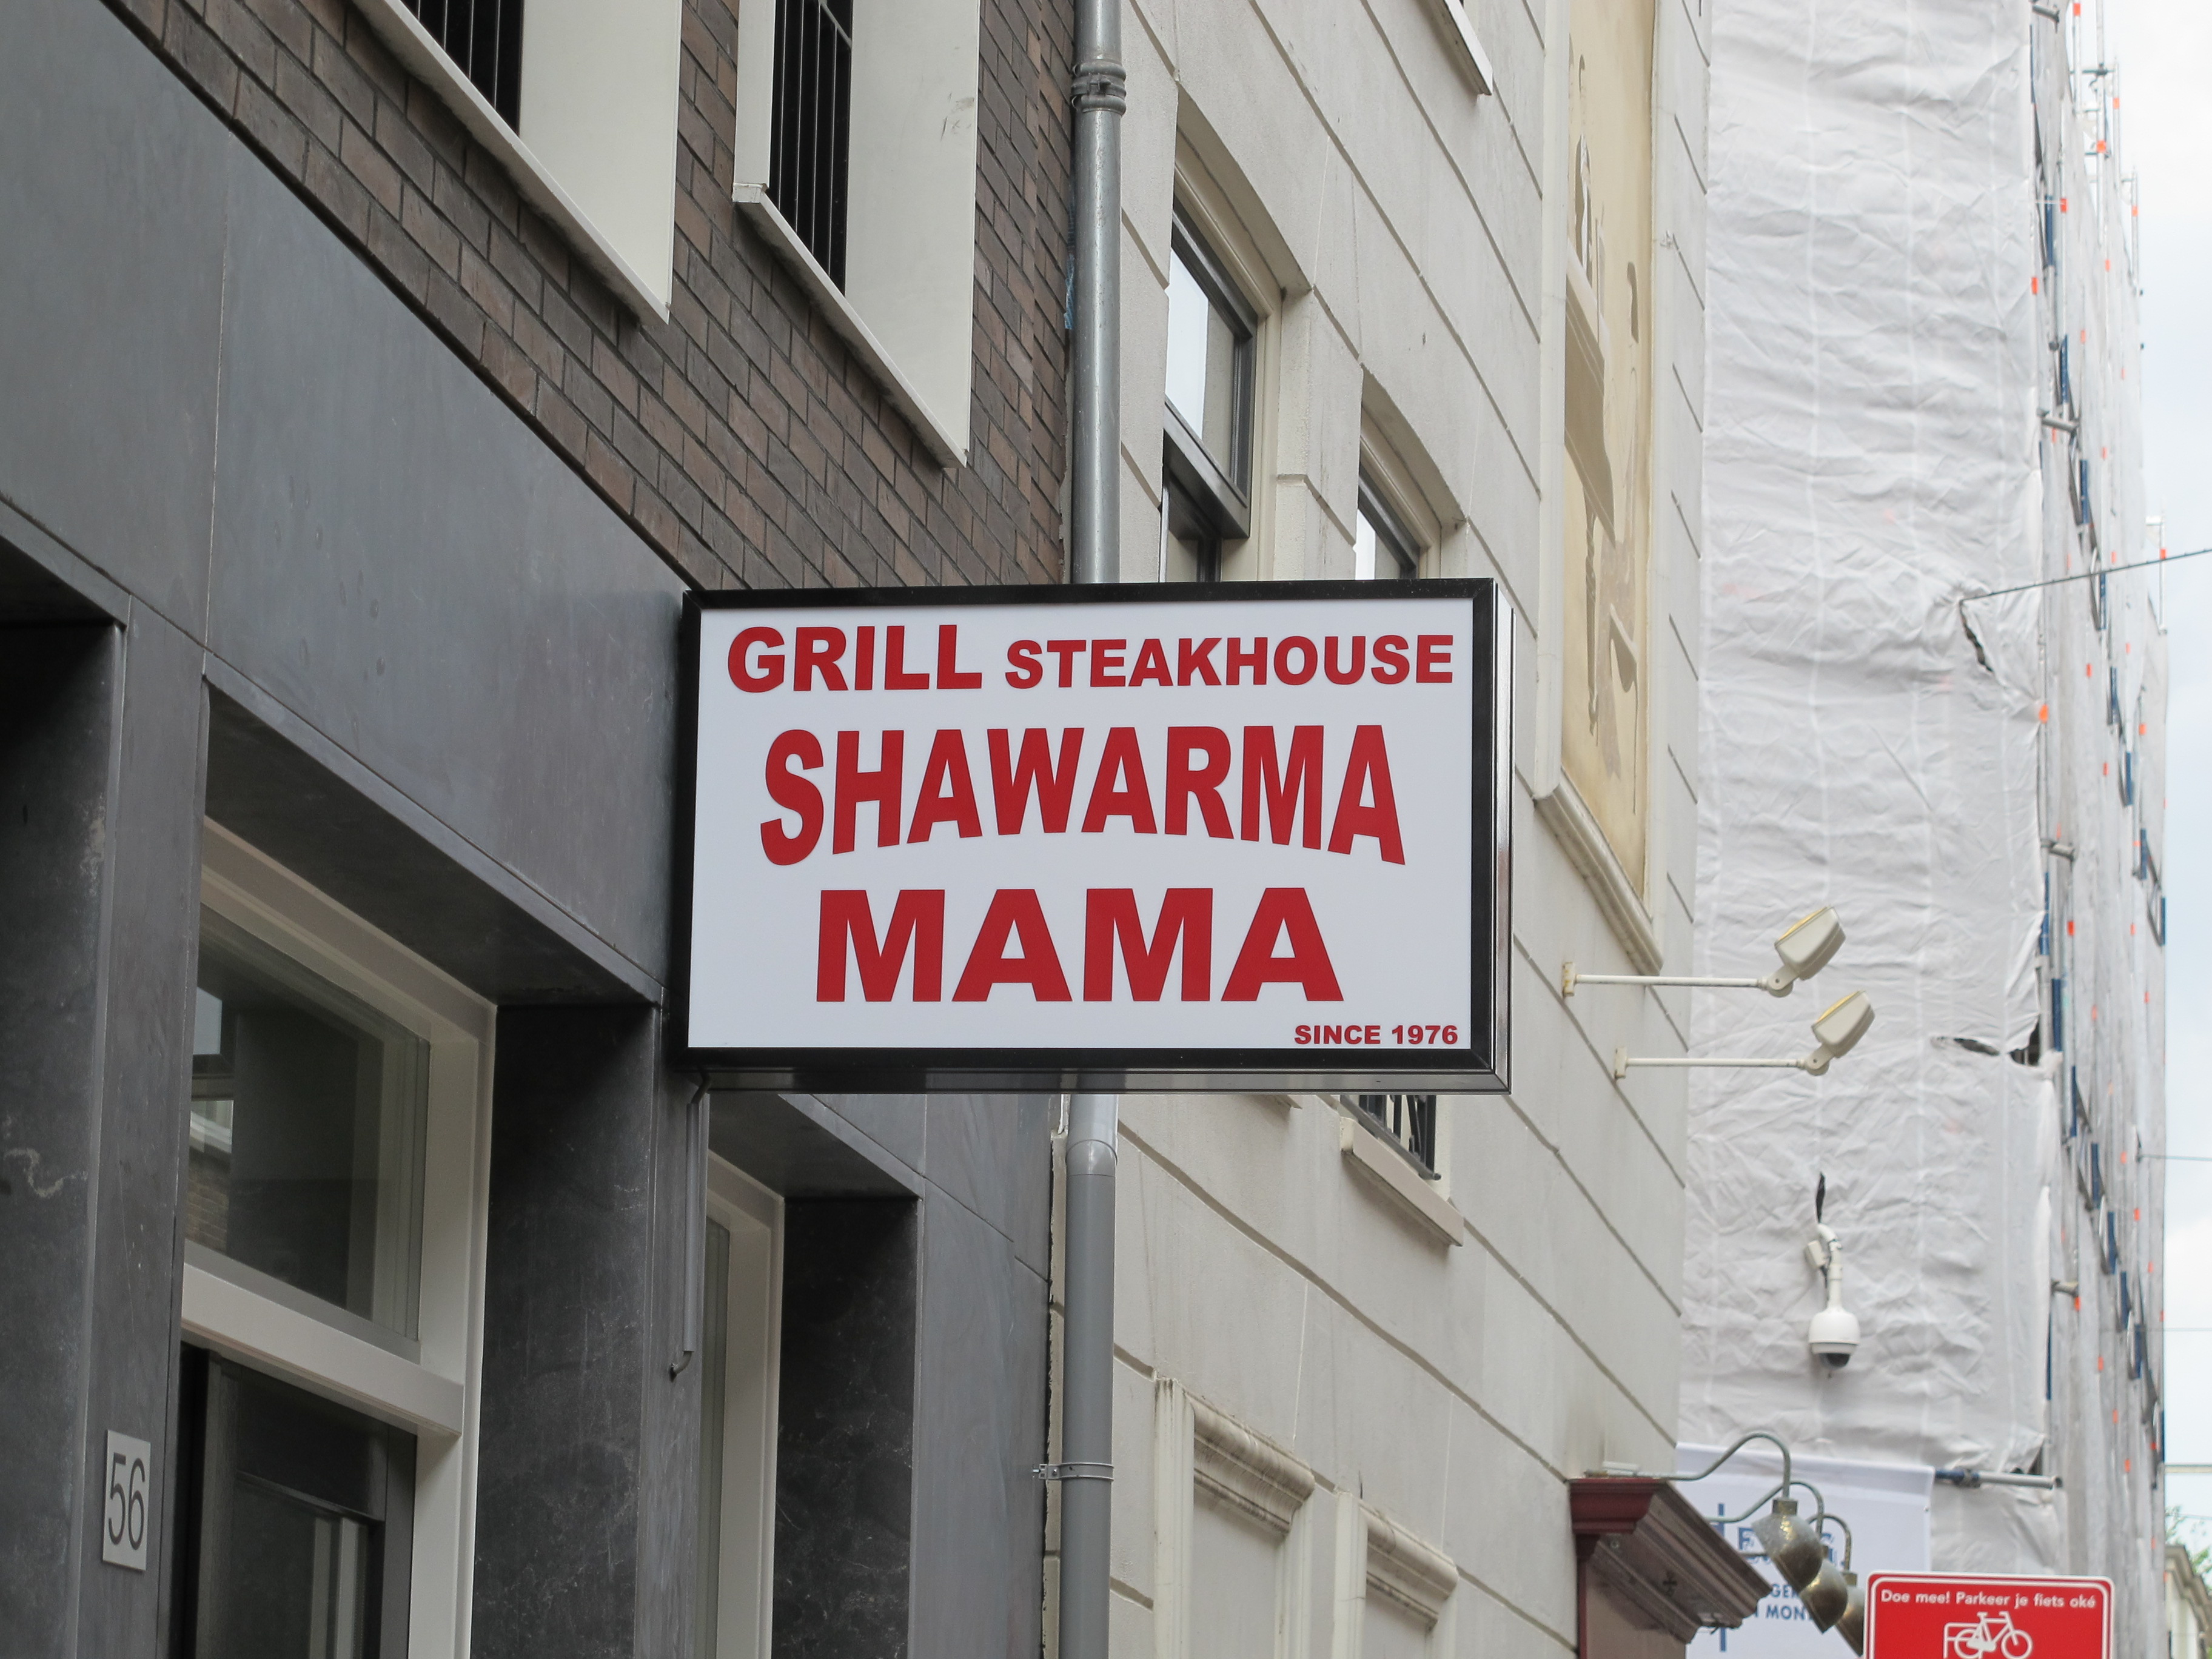 GRILL STEAKHOUSE
SHAWARMA
MAMA
SINCE 1976
56
Doe mee! Parkeer je fiets oké